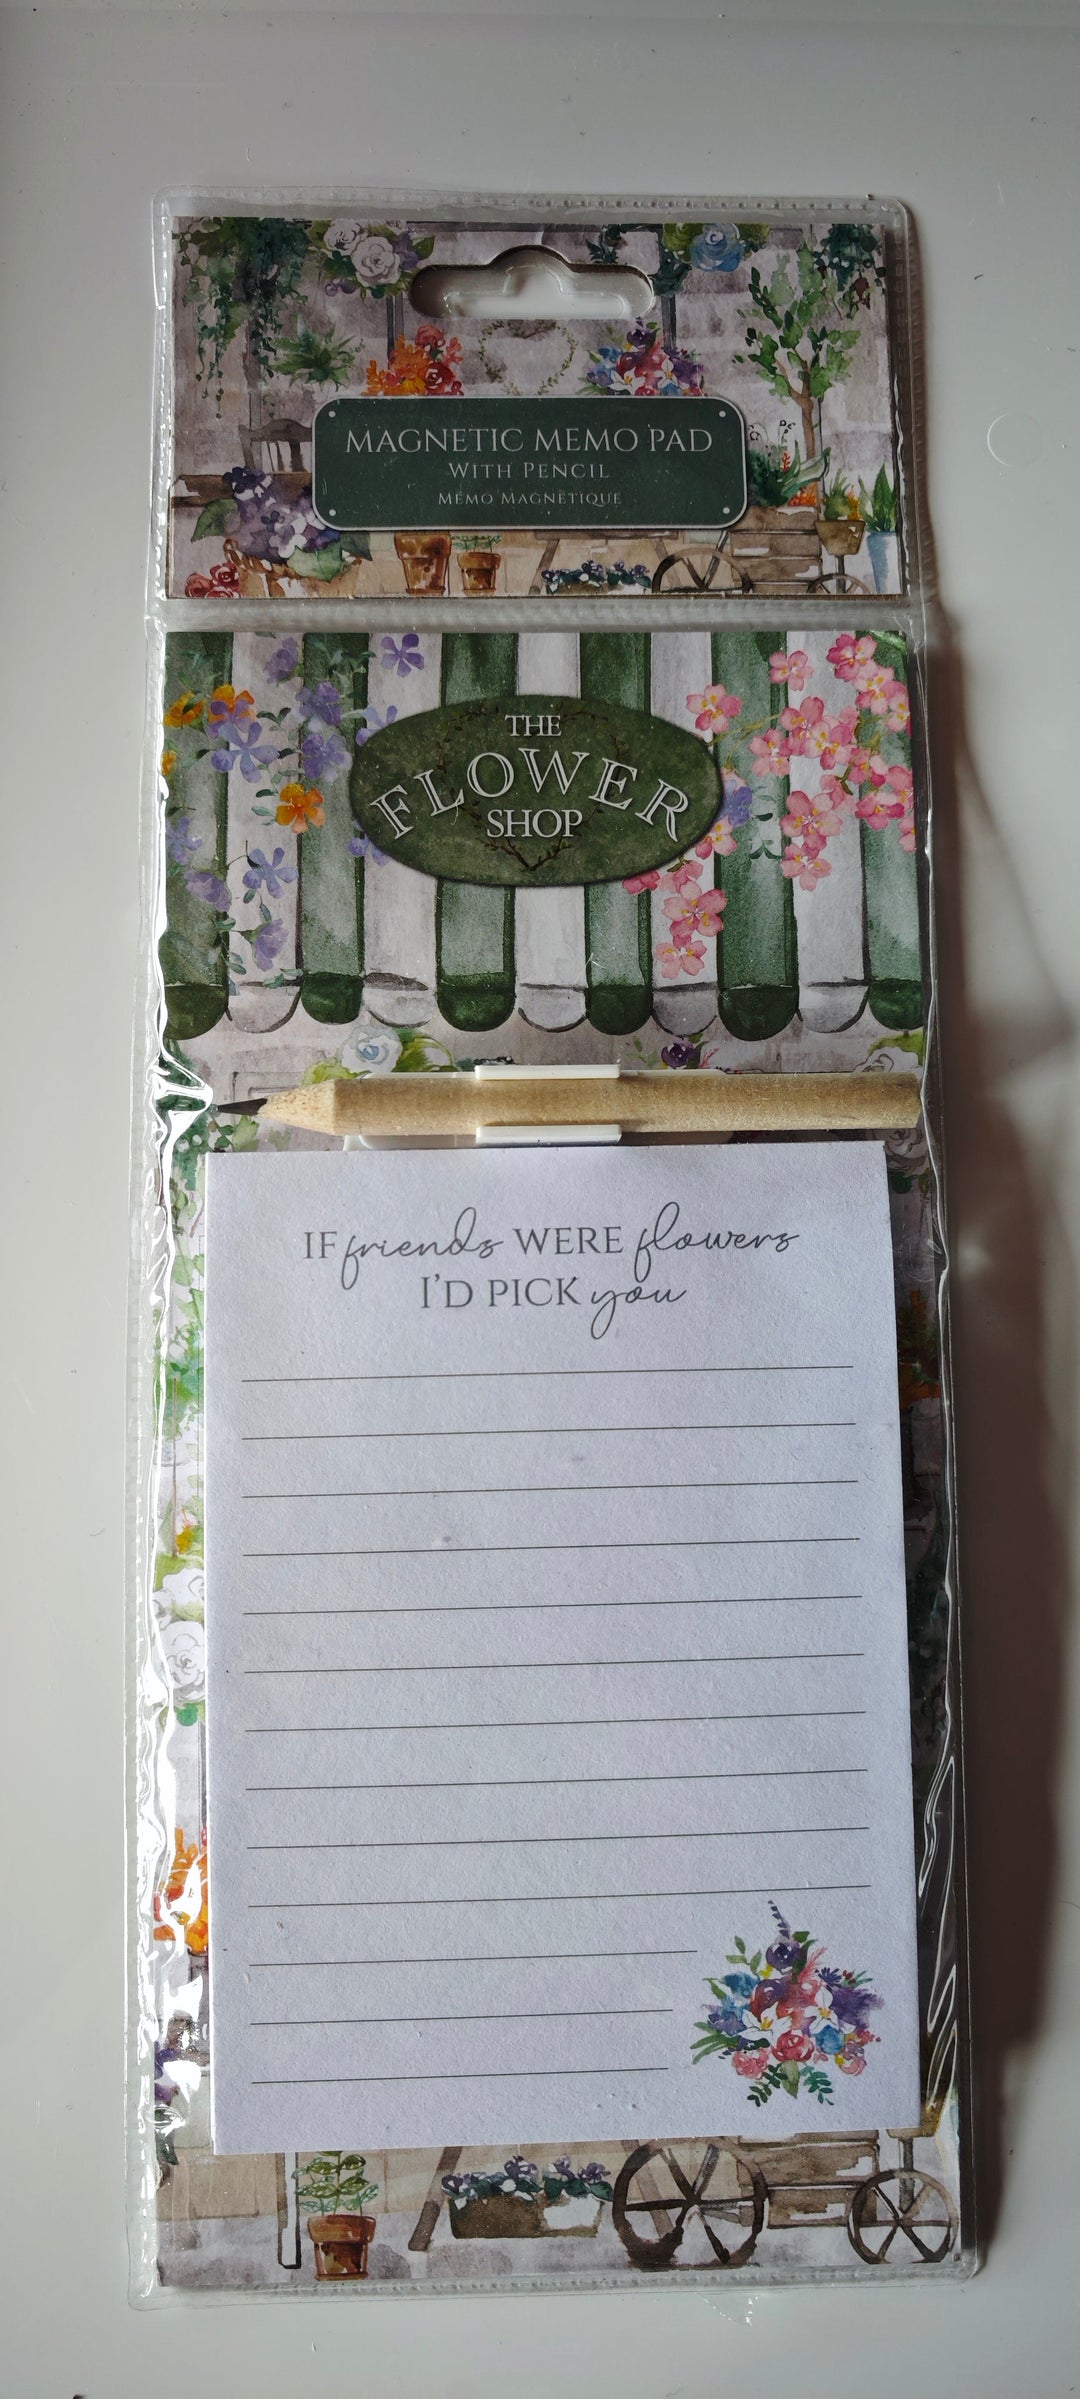 MAGNETIC MEMO PAD
WITH PENCIL
MÉMO MAGNÉTIQUE
THE
FLOWER
SHOP
IF friends WERE flowers
I'D PICK you